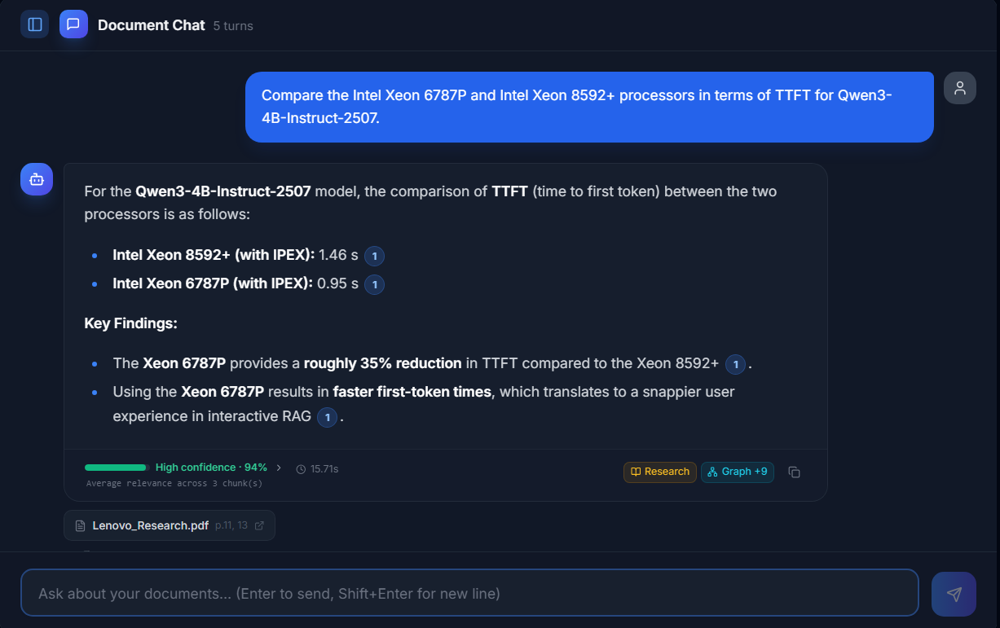 Document Chat 5 turns
Compare the Intel Xeon 6787P and Intel Xeon 8592+ processors in terms of TTFT for Qwen3-
4B-Instruct-2507.
For the Qwen3-4B-Instruct-2507 model, the comparison of TTFT (time to first token) between the two
processors is as follows:
• Intel Xeon 8592+ (with IPEX): 1.46 s 1
• Intel Xeon 6787P (with IPEX): 0.95 s 1
Key Findings:
• The Xeon 6787P provides a roughly 35% reduction in TTFT compared to the Xeon 8592+ 1 .
• Using the Xeon 6787P results in faster first-token times, which translates to a snappier user
experience in interactive RAG 1 .
High confidence · 94% 15.71s Research Graph +9
Average relevance across 3 chunk(s)
Lenovo_Research.pdf p.11, 13
Ask about your documents... (Enter to send, Shift+Enter for new line)